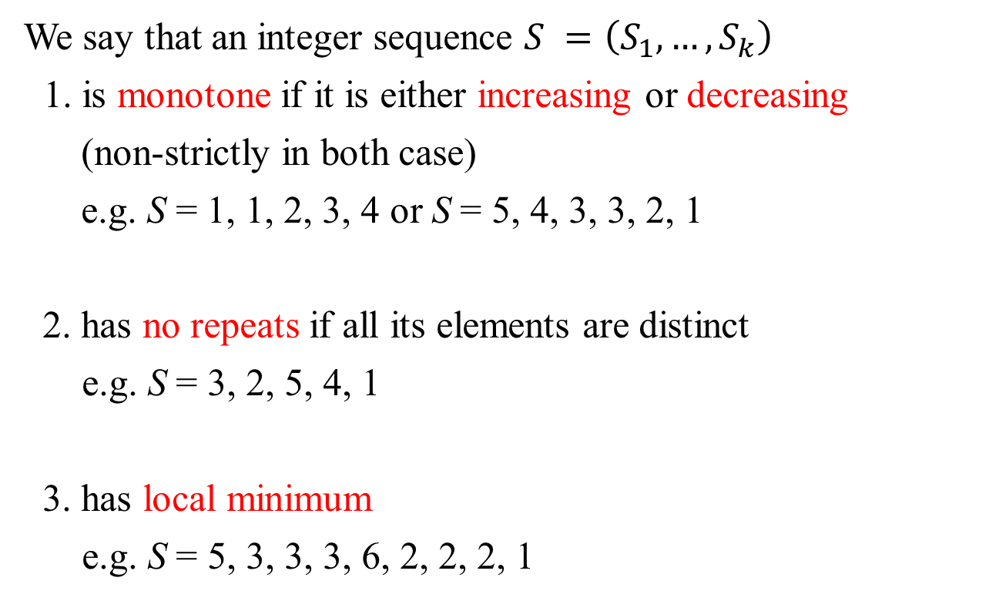 We say that an integer sequence S = (S₁, … , Sₖ)
1. is monotone if it is either increasing or decreasing
(non-strictly in both case)
e.g. S = 1, 1, 2, 3, 4 or S = 5, 4, 3, 3, 2, 1
2. has no repeats if all its elements are distinct
e.g. S = 3, 2, 5, 4, 1
3. has local minimum
e.g. S = 5, 3, 3, 3, 6, 2, 2, 2, 1